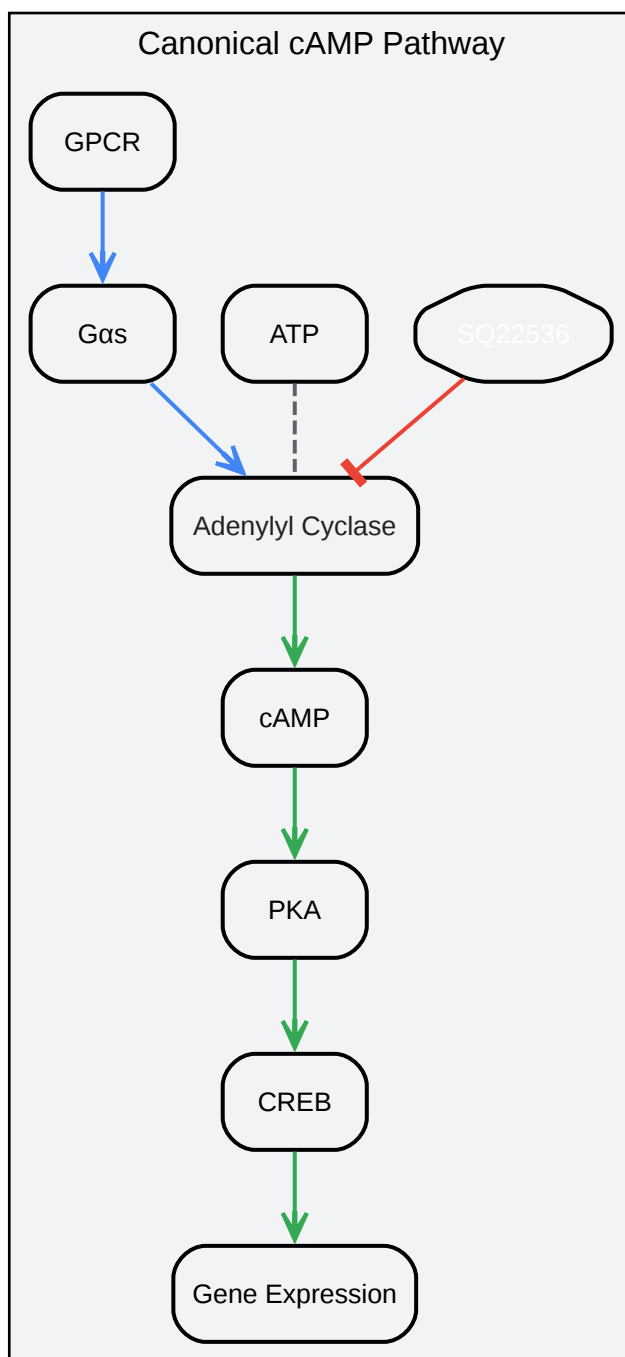 Canonical cAMP Pathway
GPCR
Gαs
ATP
SQ22536
Adenylyl Cyclase
cAMP
PKA
CREB
Gene Expression